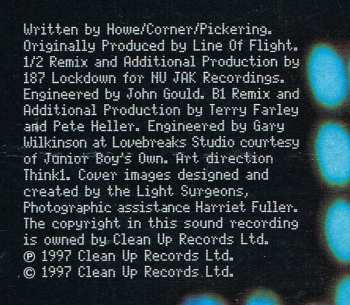 Written by Howe/Corner/Pickering.
Originally Produced by Line Of Flight.
1/2 Remix and Additional Production by
187 Lockdown for NU JAK Recordings.
Engineered by John Gould. B1 Remix and
Additional Production by Terry Farley
and Pete Heller. Engineered by Gary
Wilkinson at Lovebreaks Studio courtesy
of Junior Boy's Own. Art direction
Think1. Cover images designed and
created by the Light Surgeons,
Photographic assistance Harriet Fuller.
The copyright in this sound recording
is owned by Clean Up Records Ltd.
℗ 1997 Clean Up Records Ltd.
© 1997 Clean Up Records Ltd.